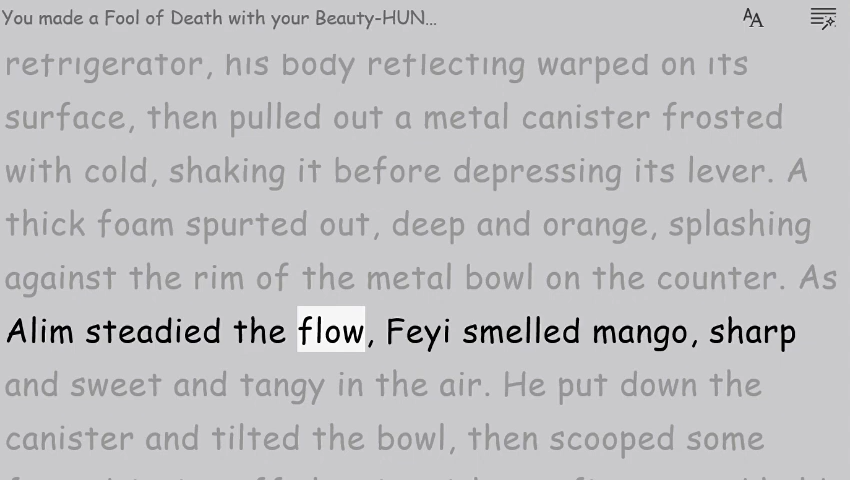 You made a Fool of Death with your Beauty-HUN...
refrigerator, his body reflecting warped on its
surface, then pulled out a metal canister frosted
with cold, shaking it before depressing its lever. A
thick foam spurted out, deep and orange, splashing
against the rim of the metal bowl on the counter. As
Alim steadied the flow, Feyi smelled mango, sharp
and sweet and tangy in the air. He put down the
canister and tilted the bowl, then scooped some